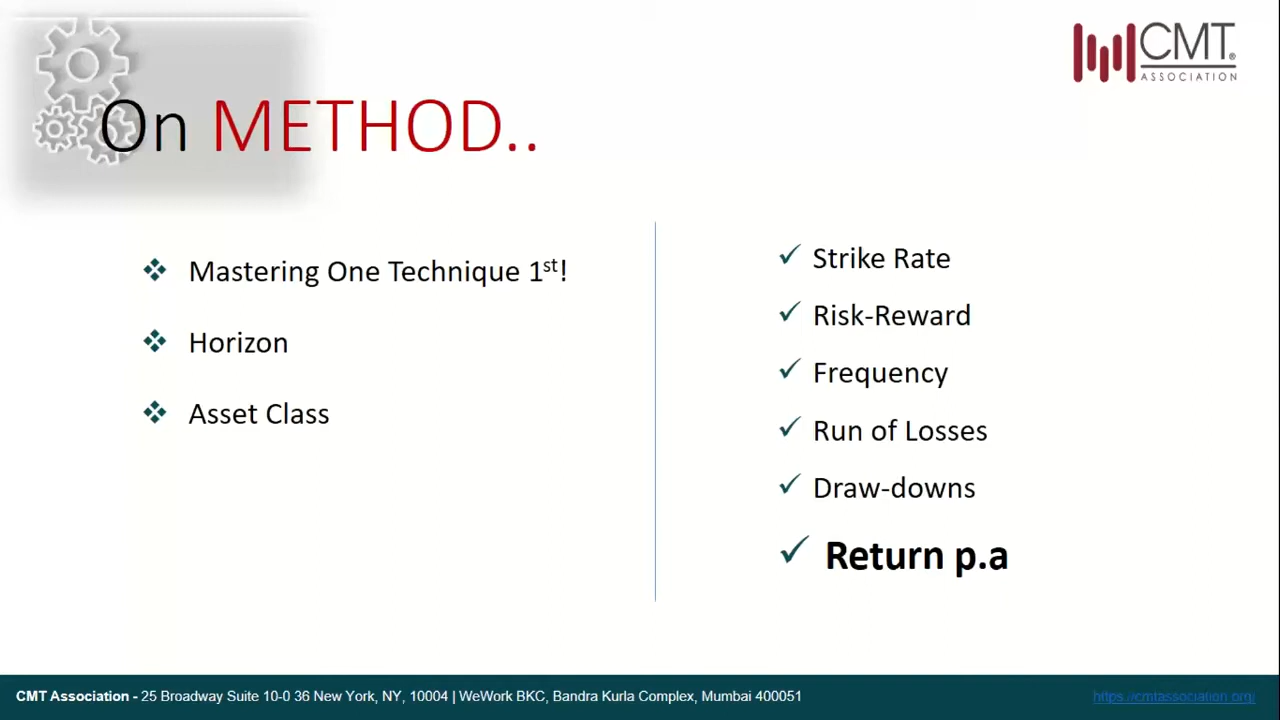 CMT®
ASSOCIATION
On METHOD..
Mastering One Technique 1st!
Horizon
Asset Class
Strike Rate
Risk-Reward
Frequency
Run of Losses
Draw-downs
Return p.a
CMT Association - 25 Broadway Suite 10-0 36 New York, NY, 10004 | WeWork BKC, Bandra Kurla Complex, Mumbai 400051
https://cmtassociation.org/